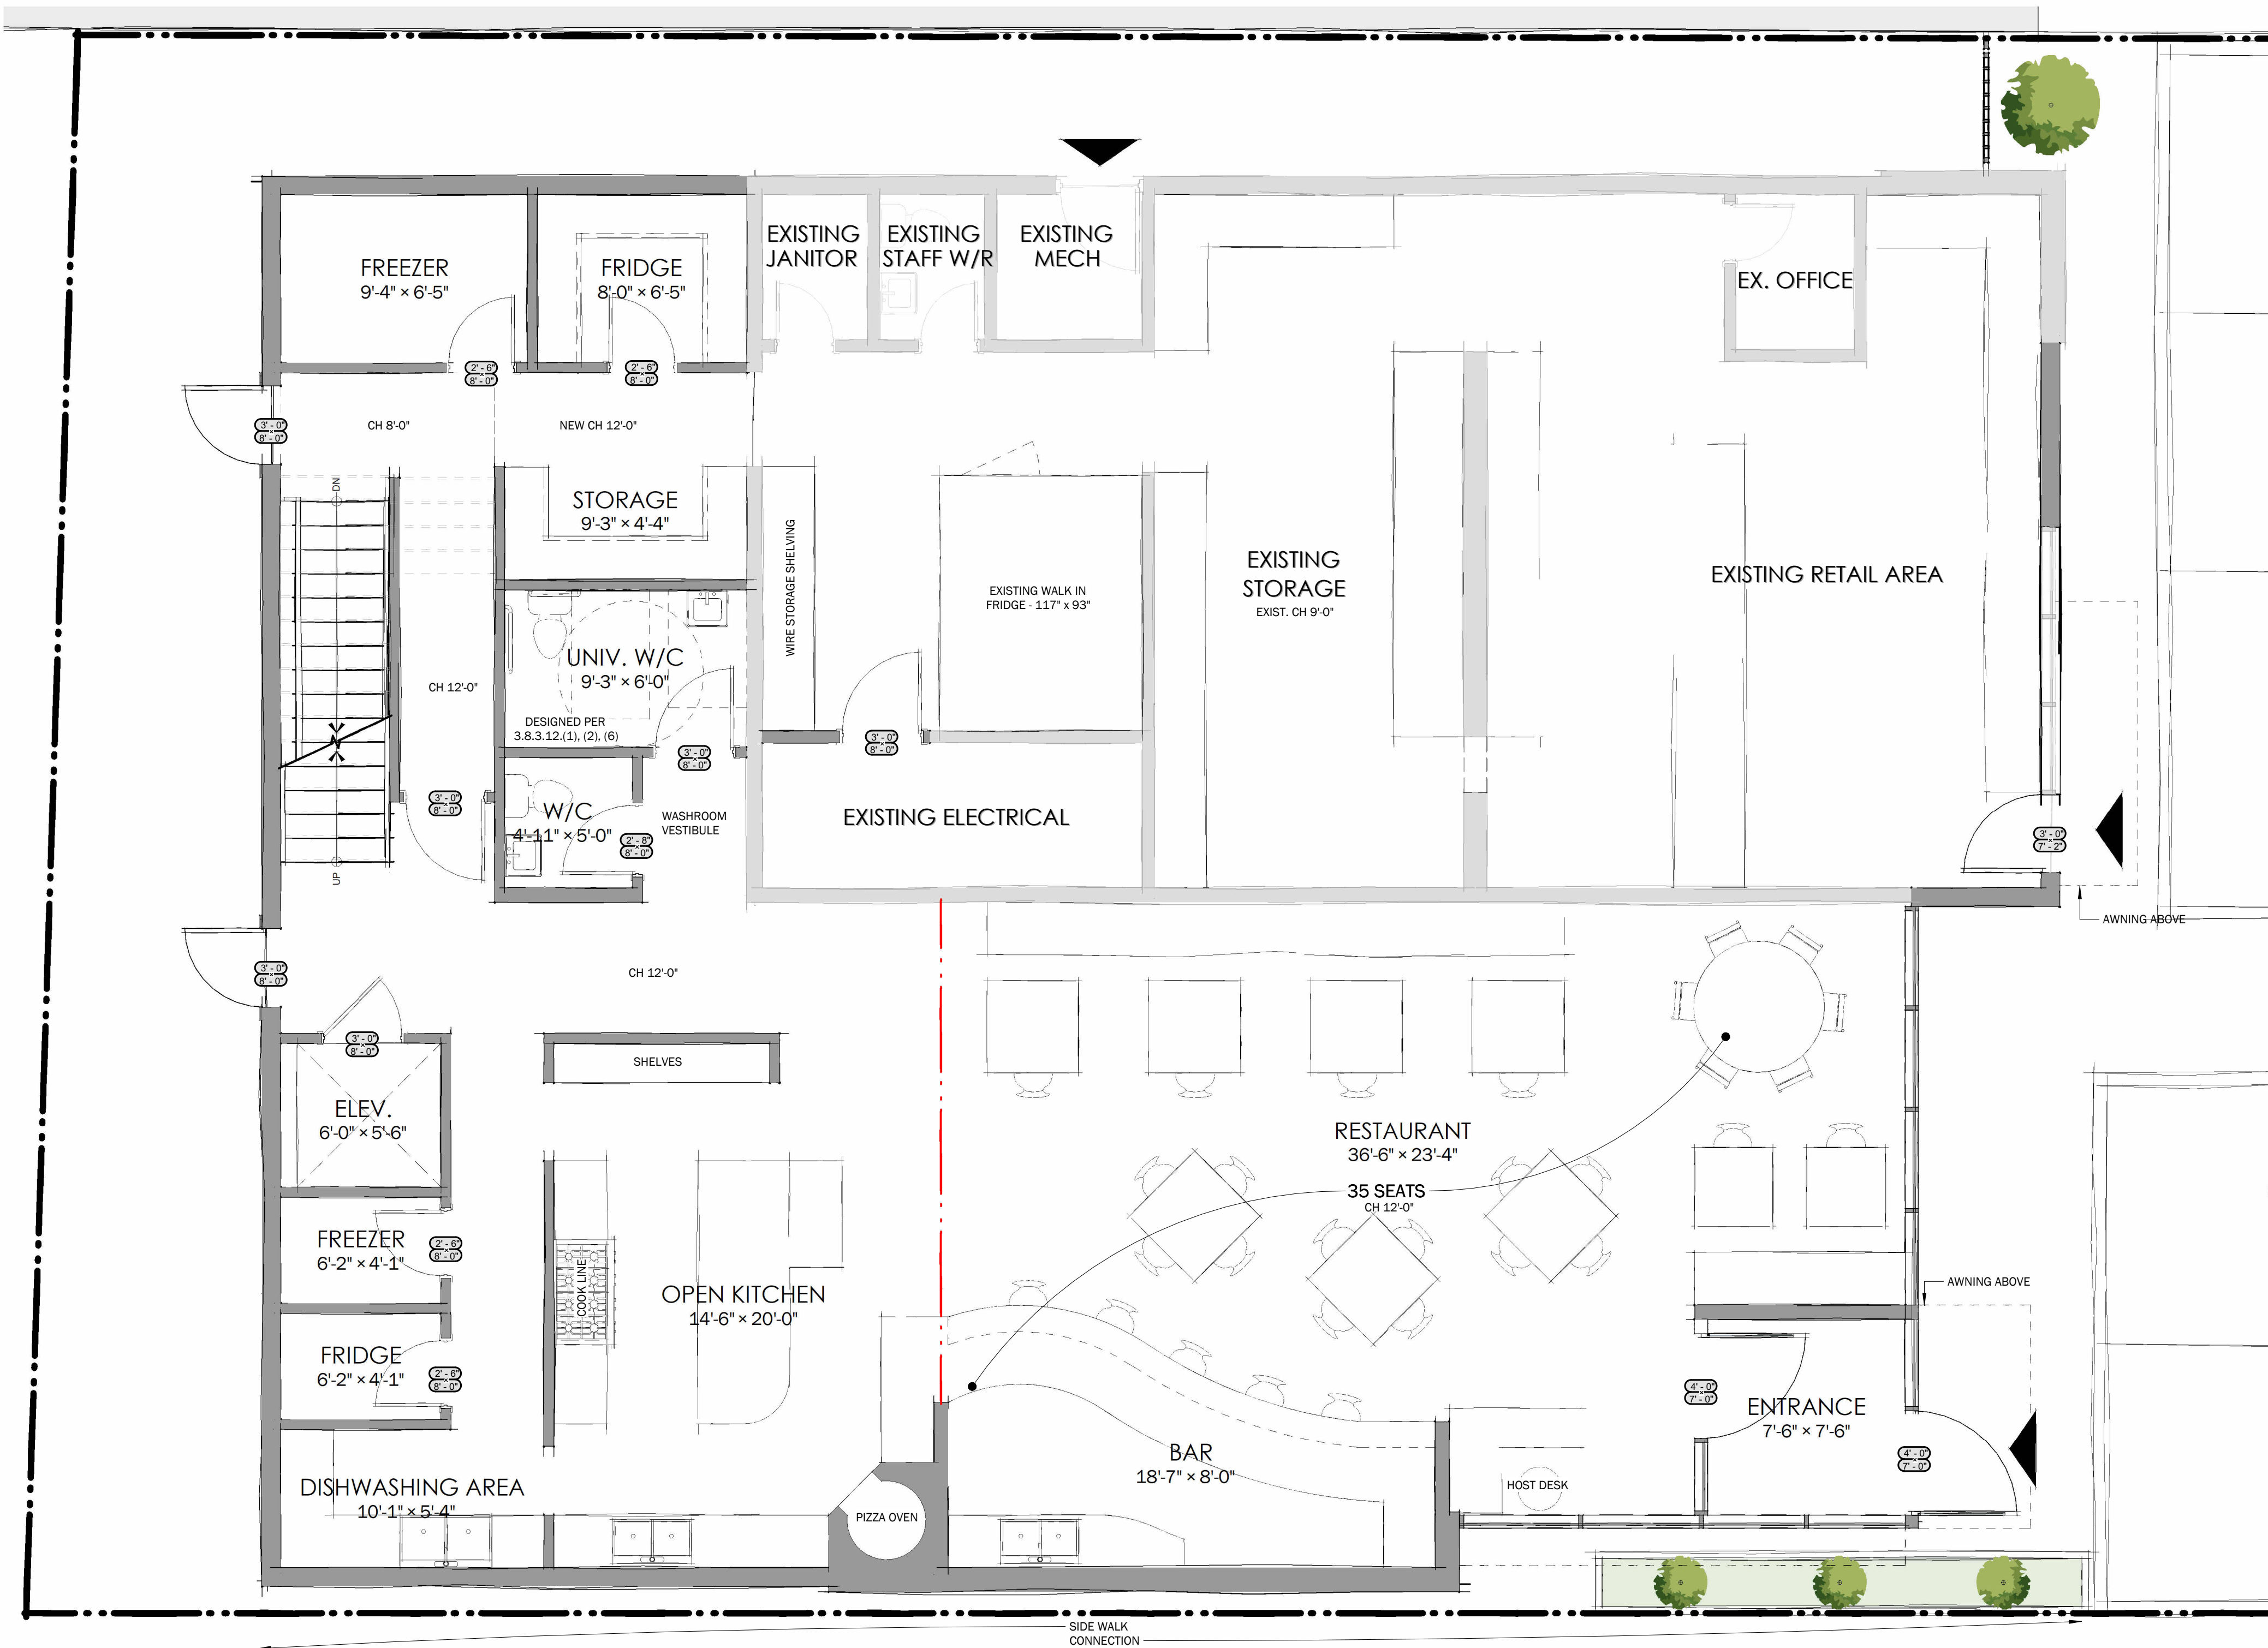 EXISTING
JANITOR
EXISTING
STAFF W/R
EXISTING
MECH
FREEZER
9'-4" × 6'-5"
FRIDGE
8'-0" × 6'-5"
EX. OFFICE
2' - 6"
8' - 0"
2' - 6"
8' - 0"
3' - 0"
8' - 0"
CH 8'-0"
NEW CH 12'-0"
DN
STORAGE
9'-3" × 4'-4"
WIRE STORAGE SHELVING
EXISTING WALK IN
FRIDGE - 117" x 93"
EXISTING
STORAGE
EXIST. CH 9'-0"
EXISTING RETAIL AREA
UNIV. W/C
9'-3" × 6'-0"
CH 12'-0"
DESIGNED PER
3.8.3.12.(1), (2), (6)
3' - 0"
8' - 0"
3' - 0"
8' - 0"
3' - 0"
8' - 0"
W/C
4'-11" × 5'-0"
2' - 8"
8' - 0"
WASHROOM
VESTIBULE
EXISTING ELECTRICAL
3' - 0"
7' - 2"
UP
AWNING ABOVE
3' - 0"
8' - 0"
CH 12'-0"
3' - 0"
8' - 0"
SHELVES
ELEV.
6'-0" × 5'-6"
RESTAURANT
36'-6" × 23'-4"
35 SEATS
CH 12'-0"
FREEZER
6'-2" × 4'-1"
2' - 6"
8' - 0"
COOK LINE
OPEN KITCHEN
14'-6" × 20'-0"
AWNING ABOVE
FRIDGE
6'-2" × 4'-1"
2' - 6"
8' - 0"
4' - 0"
7' - 0"
ENTRANCE
7'-6" × 7'-6"
4' - 0"
7' - 0"
BAR
18'-7" × 8'-0"
DISHWASHING AREA
10'-1" × 5'-4"
HOST DESK
PIZZA OVEN
SIDE WALK
CONNECTION